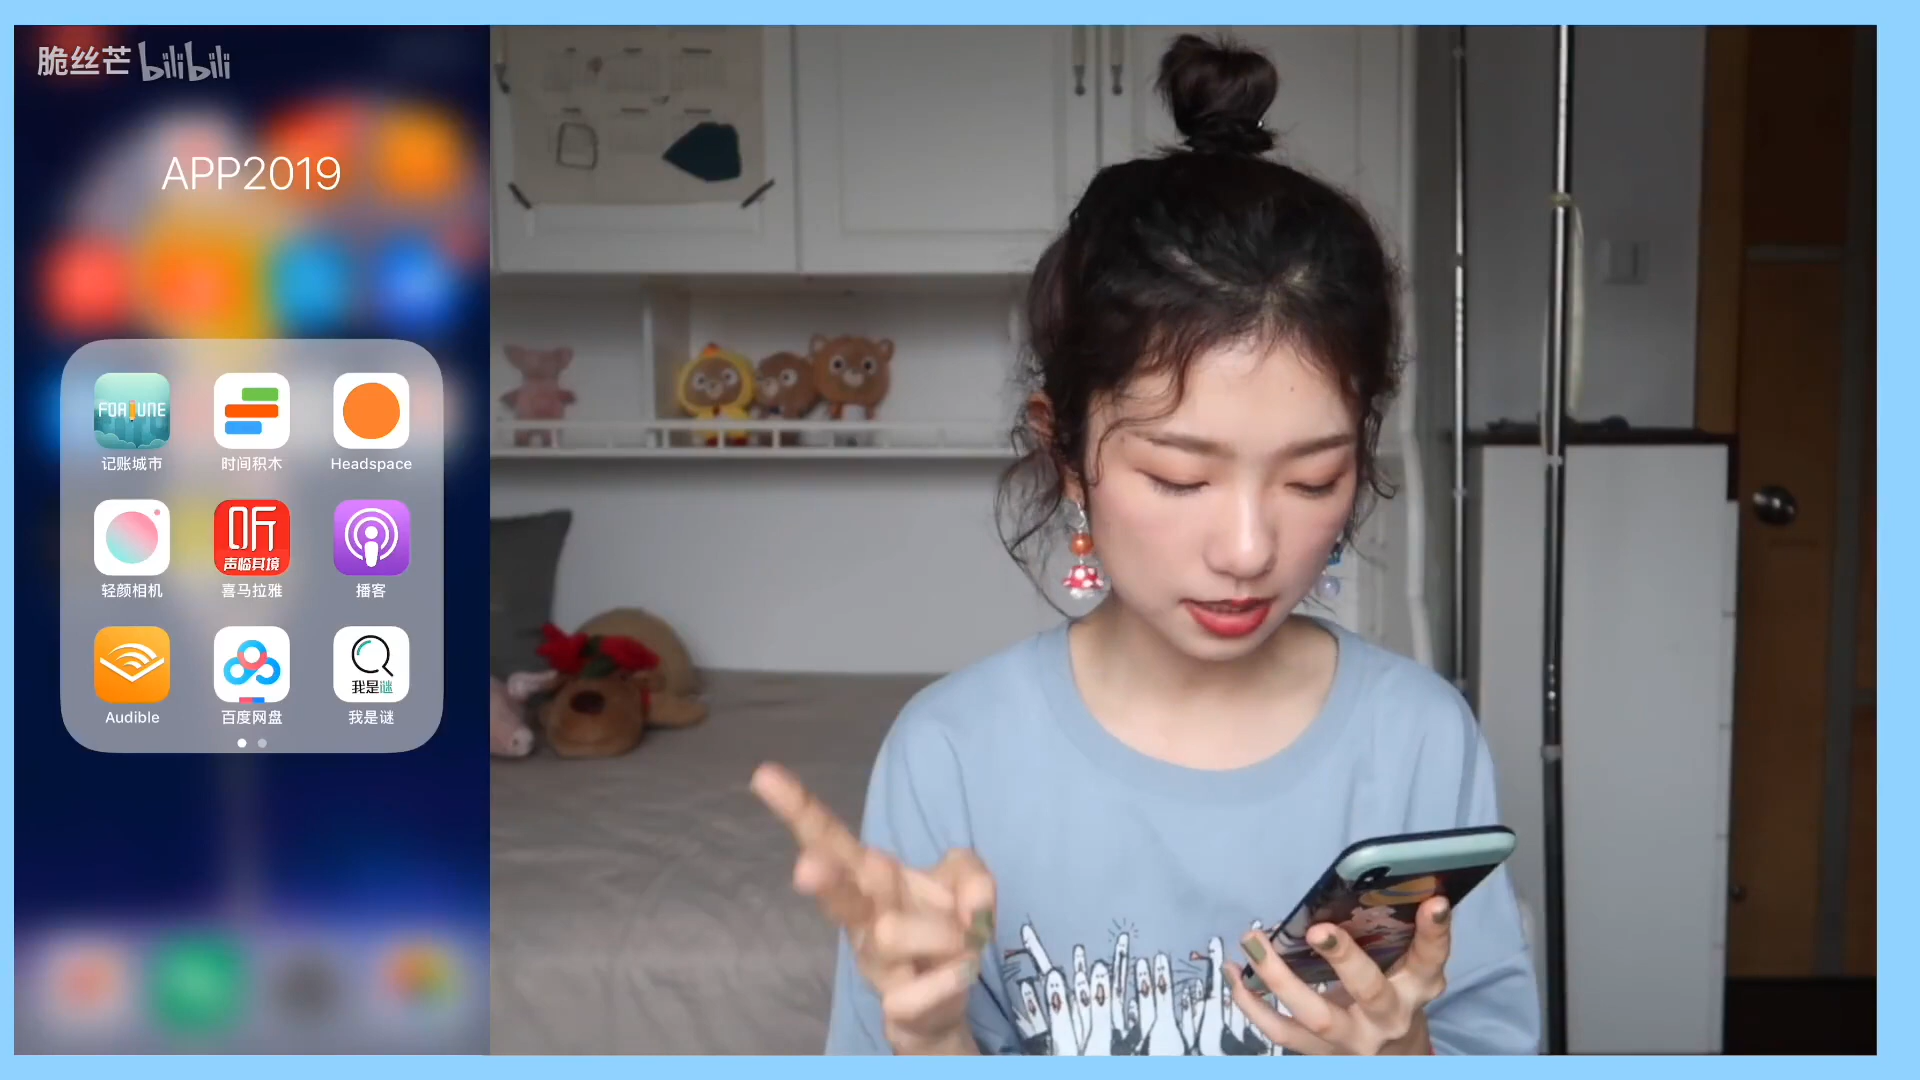 脆丝芒 bilibili
APP2019
FORTUNE
记账城市
时间积木
Headspace
听
声临其境
轻颜相机
喜马拉雅
播客
我是谜
Audible
百度网盘
我是谜